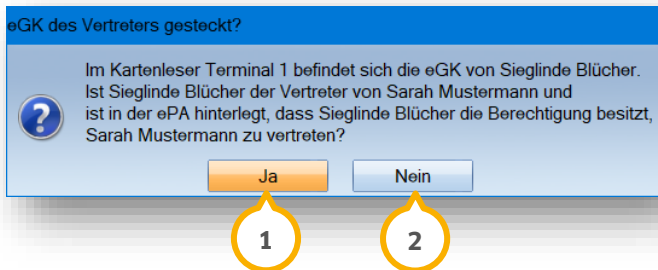 eGK des Vertreters gesteckt?
Im Kartenleser Terminal 1 befindet sich die eGK von Sieglinde Blücher.
Ist Sieglinde Blücher der Vertreter von Sarah Mustermann und
ist in der ePA hinterlegt, dass Sieglinde Blücher die Berechtigung besitzt,
Sarah Mustermann zu vertreten?
Ja Nein
1 2